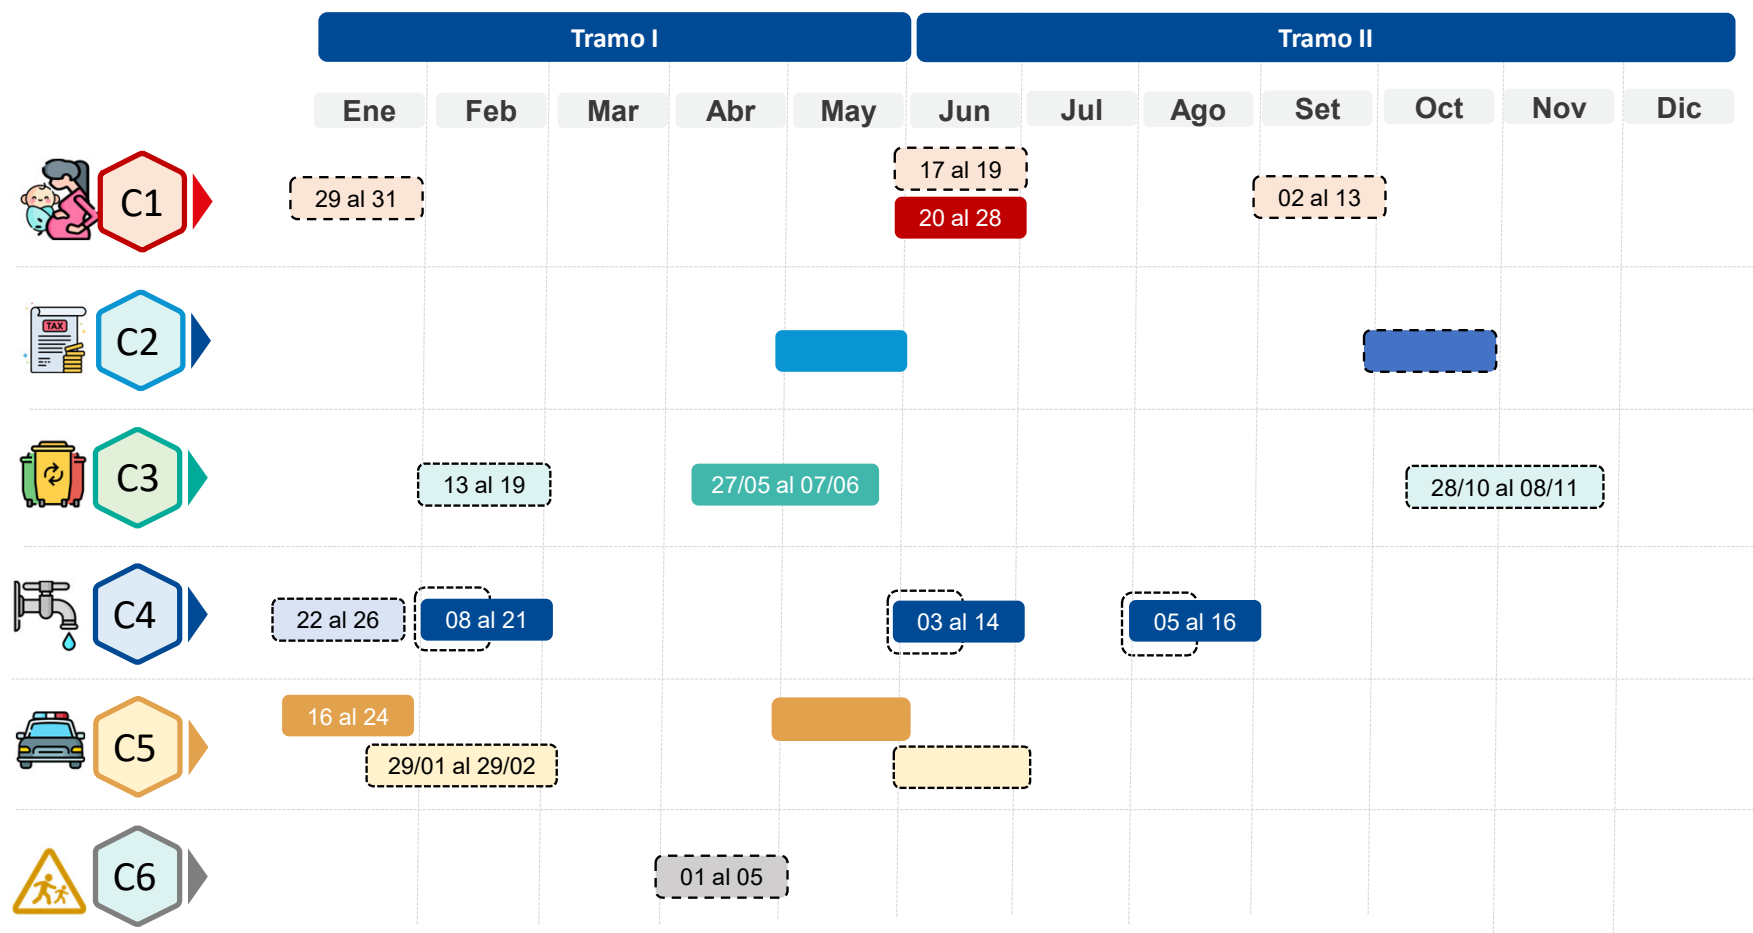 Tramo I
Tramo II
Ene
Feb
Mar
Abr
May
Jun
Jul
Ago
Set
Oct
Nov
Dic
C1
29 al 31
17 al 19
20 al 28
02 al 13
TAX
C2
C3
13 al 19
27/05 al 07/06
28/10 al 08/11
C4
22 al 26
08 al 21
03 al 14
05 al 16
C5
16 al 24
29/01 al 29/02
C6
01 al 05